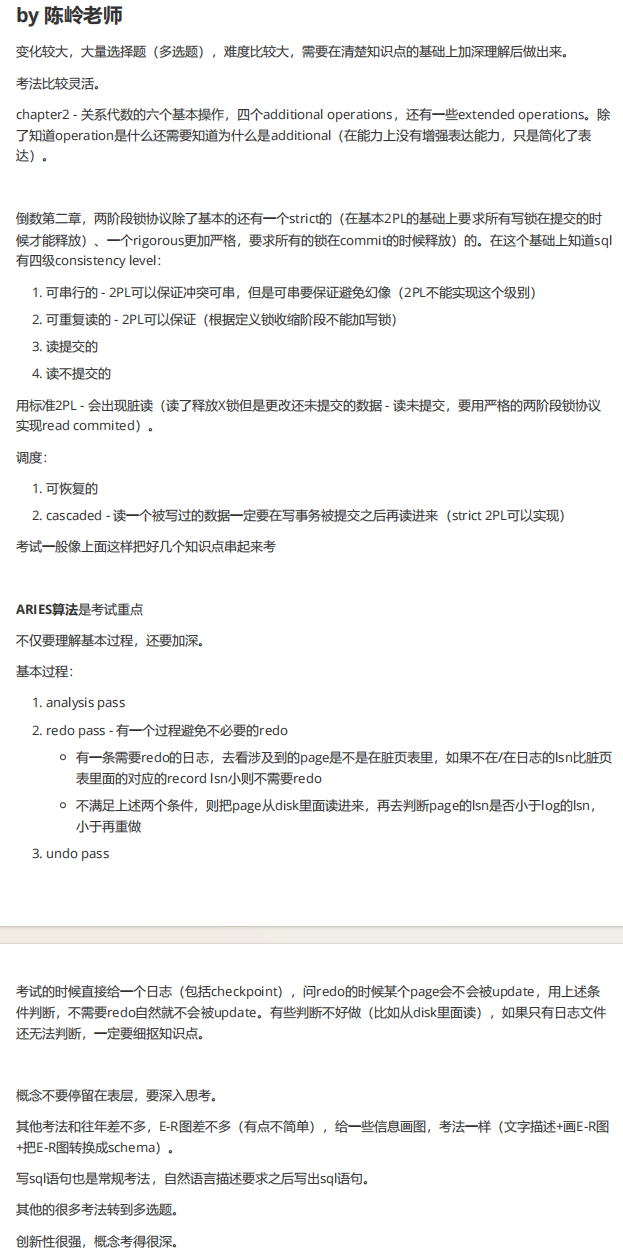 by 陈岭老师
变化较大，大量选择题（多选题），难度比较大，需要在清楚知识点的基础上加深理解后做出来。
考法比较灵活。
chapter2 - 关系代数的六个基本操作，四个additional operations，还有一些extended operations。除
了知道operation是什么还需要知道为什么是additional（在能力上没有增强表达能力，只是简化了表
达）。
倒数第二章，两阶段锁协议除了基本的还有一个strict的（在基本2PL的基础上要求所有写锁在提交的时
候才能释放）、一个rigorous更加严格，要求所有的锁在commit的时候释放）的。在这个基础上知道sql
有四级consistency level：
1. 可串行的 - 2PL可以保证冲突可串，但是可串要保证避免幻像（2PL不能实现这个级别）
2. 可重复读的 - 2PL可以保证（根据定义锁收缩阶段不能加写锁）
3. 读提交的
4. 读不提交的
用标准2PL - 会出现脏读（读了释放X锁但是更改还未提交的数据 - 读未提交，要用严格的两阶段锁协议
实现read commited）。
调度：
1. 可恢复的
2. cascaded - 读一个被写过的数据一定要在写事务被提交之后再读进来（strict 2PL可以实现）
考试一般像上面这样把好几个知识点串起来考
ARIES算法是考试重点
不仅要理解基本过程，还要加深。
基本过程：
1. analysis pass
2. redo pass - 有一个过程避免不必要的redo
有一条需要redo的日志，去看涉及到的page是不是在脏页表里，如果不在/在日志的lsn比脏页
表里面的对应的record lsn小则不需要redo
不满足上述两个条件，则把page从disk里面读进来，再去判断page的lsn是否小于log的lsn，
小于再重做
3. undo pass
考试的时候直接给一个日志（包括checkpoint），问redo的时候某个page会不会被update，用上述条
件判断，不需要redo自然就不会被update。有些判断不好做（比如从disk里面读），如果只有日志文件
还无法判断，一定要细抠知识点。
概念不要停留在表层，要深入思考。
其他考法和往年差不多，E-R图差不多（有点不简单），给一些信息画图，考法一样（文字描述+画E-R图
+把E-R图转换成schema）。
写sql语句也是常规考法，自然语言描述要求之后写出sql语句。
其他的很多考法转到多选题。
创新性很强，概念考得很深。